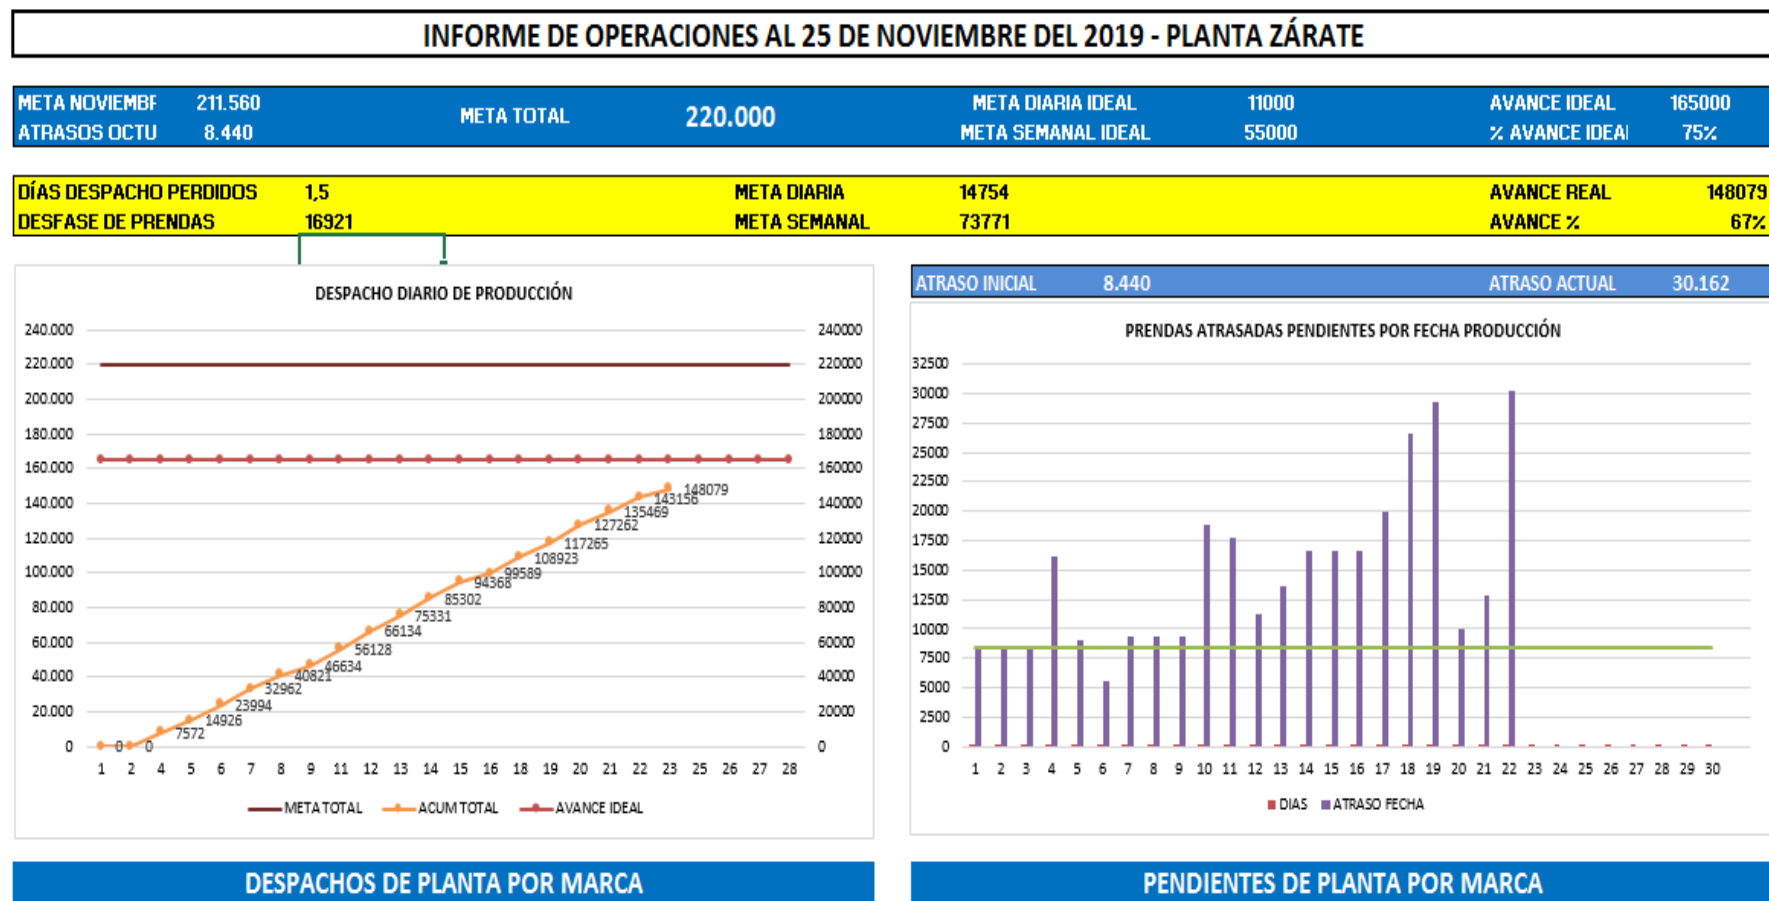 INFORME DE OPERACIONES AL 25 DE NOVIEMBRE DEL 2019 - PLANTA ZÁRATE
META NOVIEMBF 211.560 META TOTAL 220.000 META DIARIA IDEAL 11000 AVANCE IDEAL 165000
ATRASOS OCTU 8.440 META SEMANAL IDEAL 55000 % AVANCE IDEAI 75%
DÍAS DESPACHO PERDIDOS 1,5 META DIARIA 14754 AVANCE REAL 148079
DESFASE DE PRENDAS 16921 META SEMANAL 73771 AVANCE % 67%
DESPACHO DIARIO DE PRODUCCIÓN
240.000 240000
220.000 220000
200.000 200000
180.000 180000
160.000 160000
140.000 140000
120.000 120000
100.000 100000
80.000 80000
60.000 60000
40.000 40000
20.000 20000
0 0
0 0 7572 14926 23994 32962 40821 46634 56128 66134 75331 85302 94368 99589 108923 117265 127262 135469 143156 148079
1 2 4 5 6 7 8 9 11 12 13 14 15 16 18 19 20 21 22 23 25 26 27 28
META TOTAL ACUM TOTAL AVANCE IDEAL
ATRASO INICIAL 8.440 ATRASO ACTUAL 30.162
PRENDAS ATRASADAS PENDIENTES POR FECHA PRODUCCIÓN
32500
30000
27500
25000
22500
20000
17500
15000
12500
10000
7500
5000
2500
0
1 2 3 4 5 6 7 8 9 10 11 12 13 14 15 16 17 18 19 20 21 22 23 24 25 26 27 28 29 30
DIAS ATRASO FECHA
DESPACHOS DE PLANTA POR MARCA
PENDIENTES DE PLANTA POR MARCA